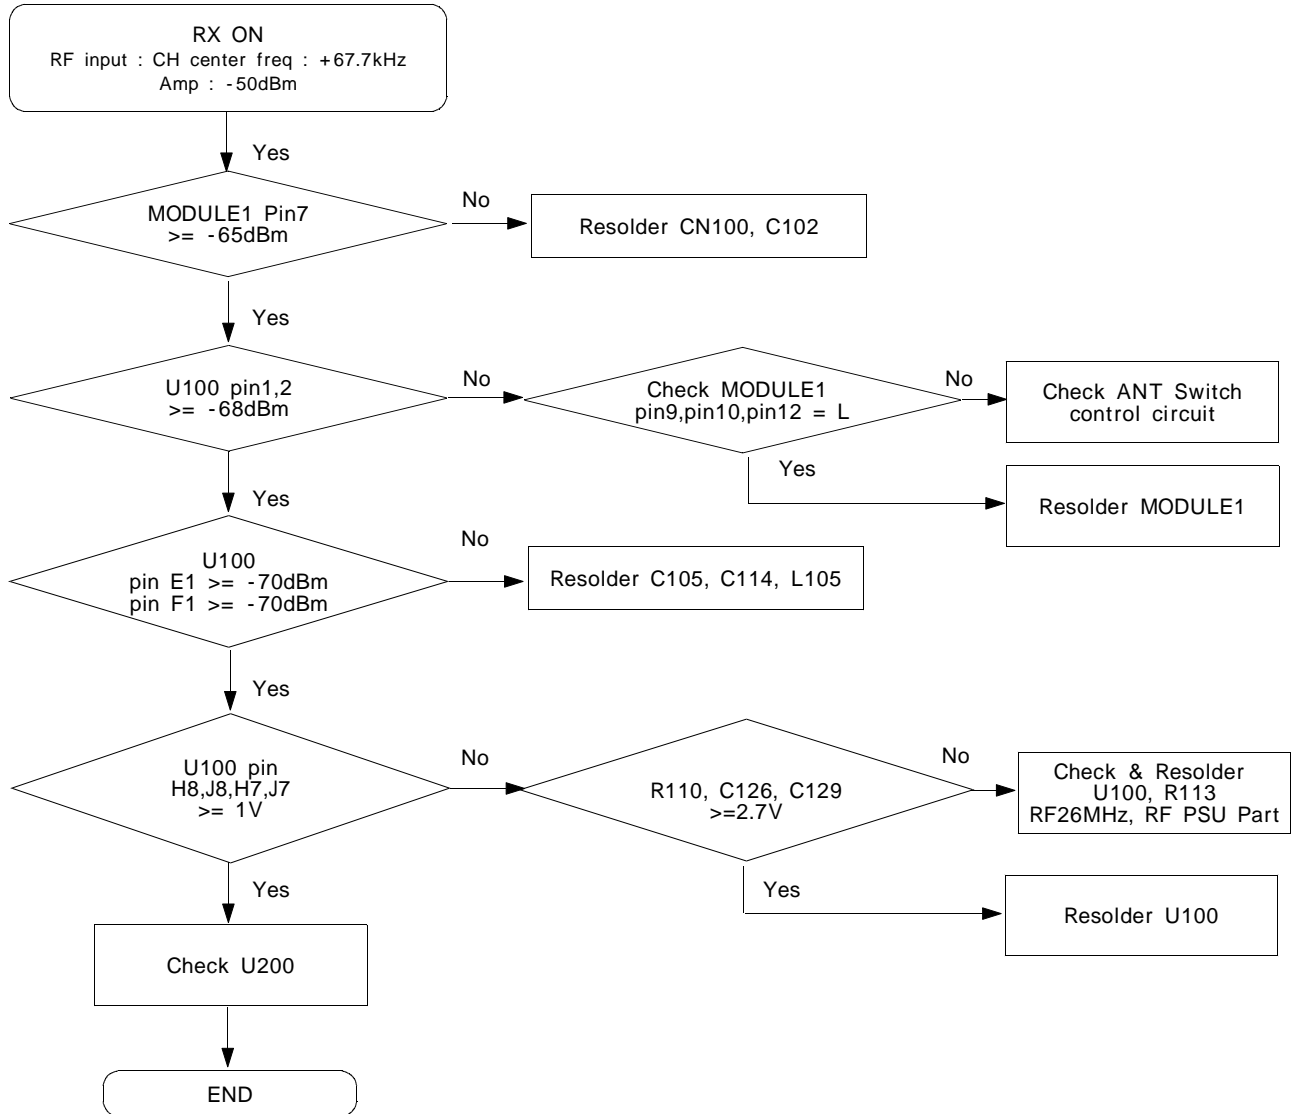 RX ON
RF input : CH center freq : +67.7kHz
Amp : -50dBm
Yes
MODULE1 Pin7
>= -65dBm
No
Resolder CN100, C102
Yes
U100 pin1,2
>= -68dBm
No
Check MODULE1
pin9,pin10,pin12 = L
No
Check ANT Switch
control circuit
Yes
Resolder MODULE1
Yes
U100
pin E1 >= -70dBm
pin F1 >= -70dBm
No
Resolder C105, C114, L105
Yes
U100 pin
H8,J8,H7,J7
>= 1V
No
R110, C126, C129
>=2.7V
No
Check & Resolder
U100, R113
RF26MHz, RF PSU Part
Yes
Resolder U100
Yes
Check U200
END